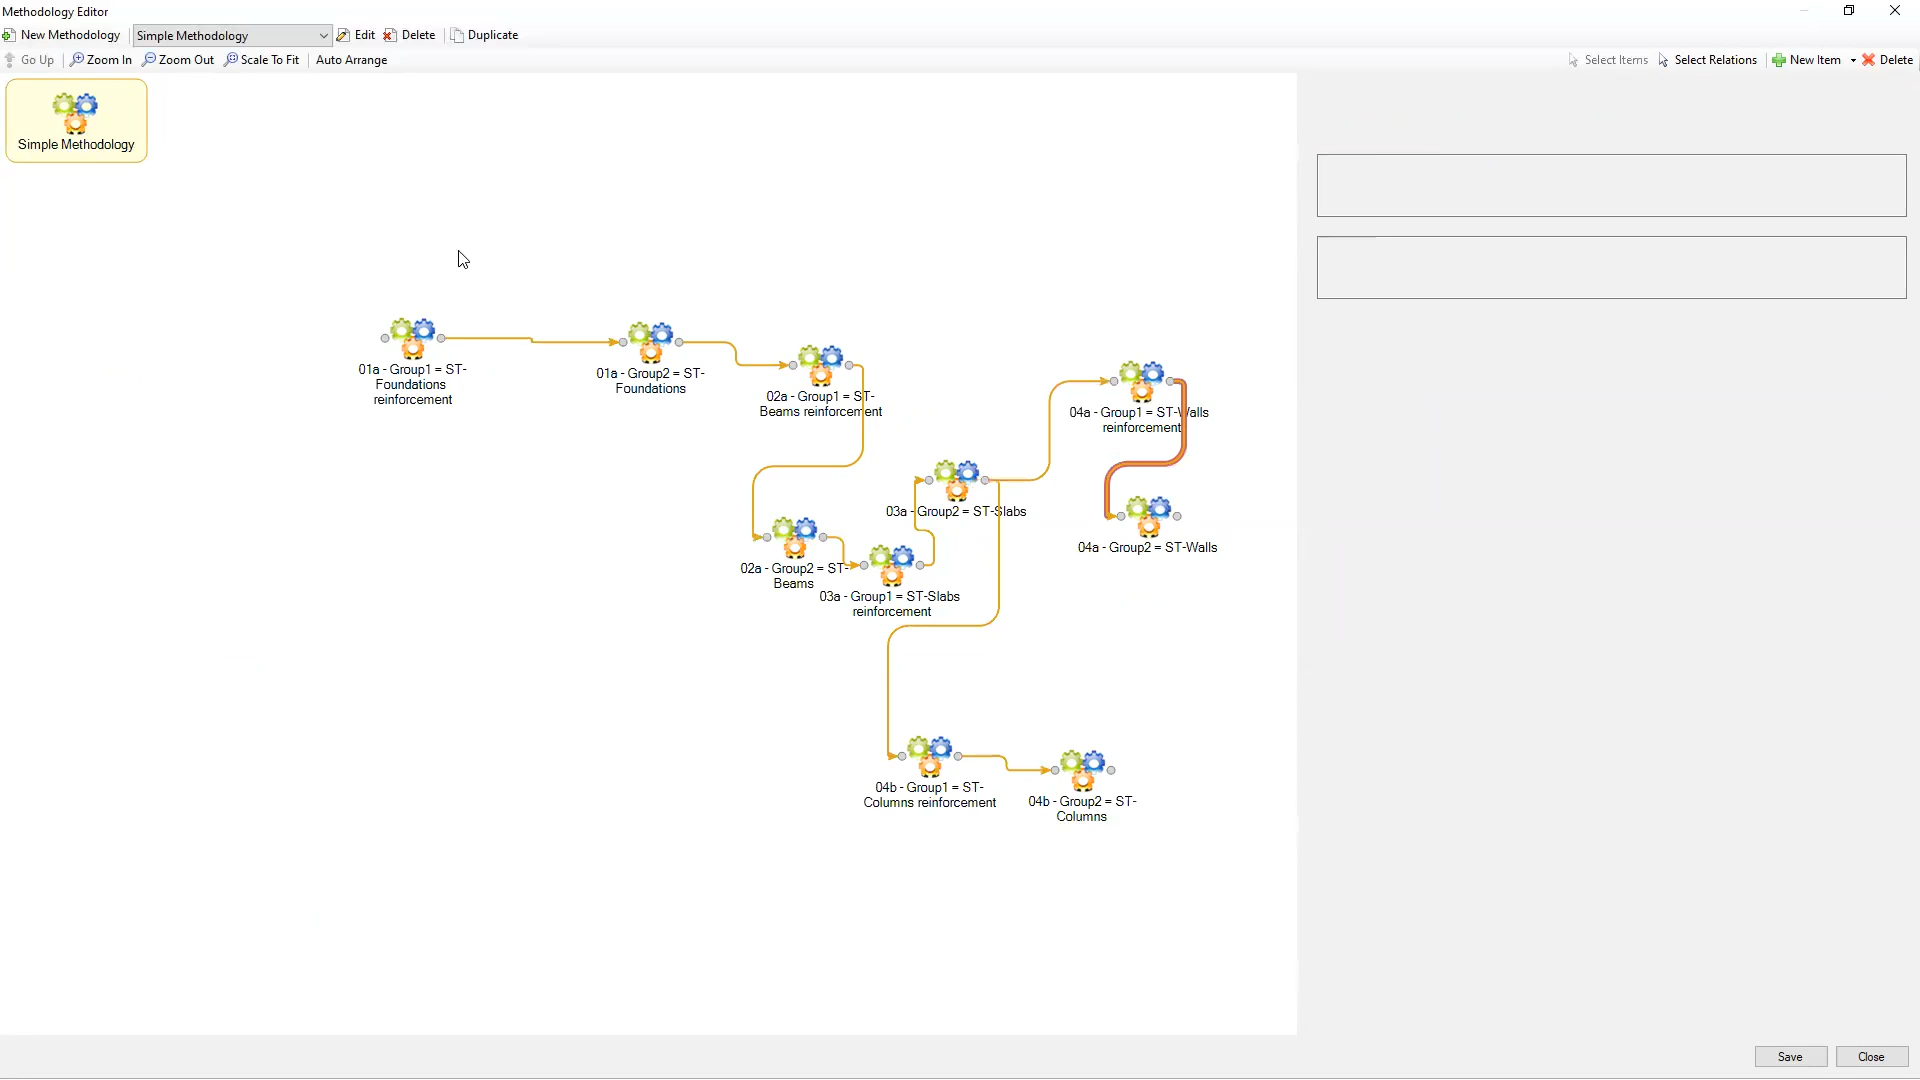 Methodology Editor
New Methodology
Simple Methodology
Edit
Delete
Duplicate
Go Up
Zoom In
Zoom Out
Scale To Fit
Auto Arrange
Select Items
Select Relations
New Item
Delete
Simple Methodology
01a - Group1 = ST-
Foundations
reinforcement
01a - Group2 = ST-
Foundations
02a - Group1 = ST-
Beams reinforcement
04a - Group1 = ST-Walls
reinforcement
03a - Group2 = ST-Slabs
04a - Group2 = ST-Walls
02a - Group2 = ST-
Beams
03a - Group1 = ST-Slabs
reinforcement
04b - Group1 = ST-
Columns reinforcement
04b - Group2 = ST-
Columns
Save
Close